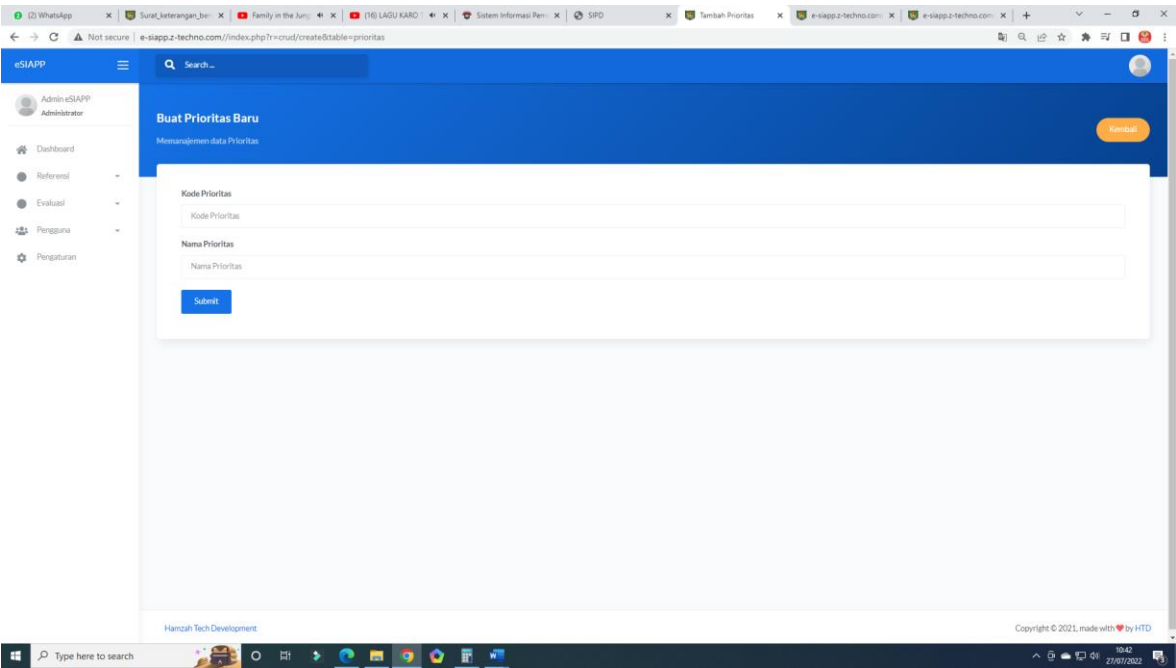 (2) WhatsApp
Surat_keterangan_be
Family in the Jung
(16) LAGU KARO
Sistem Informasi Pem
SIPD
Tambah Prioritas
e-siapp.z-techno.com
e-siapp.z-techno.com
Not secure e-siapp.z-techno.com//index.php?r=crud/create&table=prioritas
eSIAPP
Search...
Admin eSIAPP
Administrator
Dashboard
Referensi
Evaluasi
Pengguna
Pengaturan
Buat Prioritas Baru
Memanajemen data Prioritas
Kembali
Kode Prioritas
Kode Prioritas
Nama Prioritas
Nama Prioritas
Submit
Hamzah Tech Development
Copyright © 2021, made with ❤ by HTD
Type here to search
10:42
27/07/2022